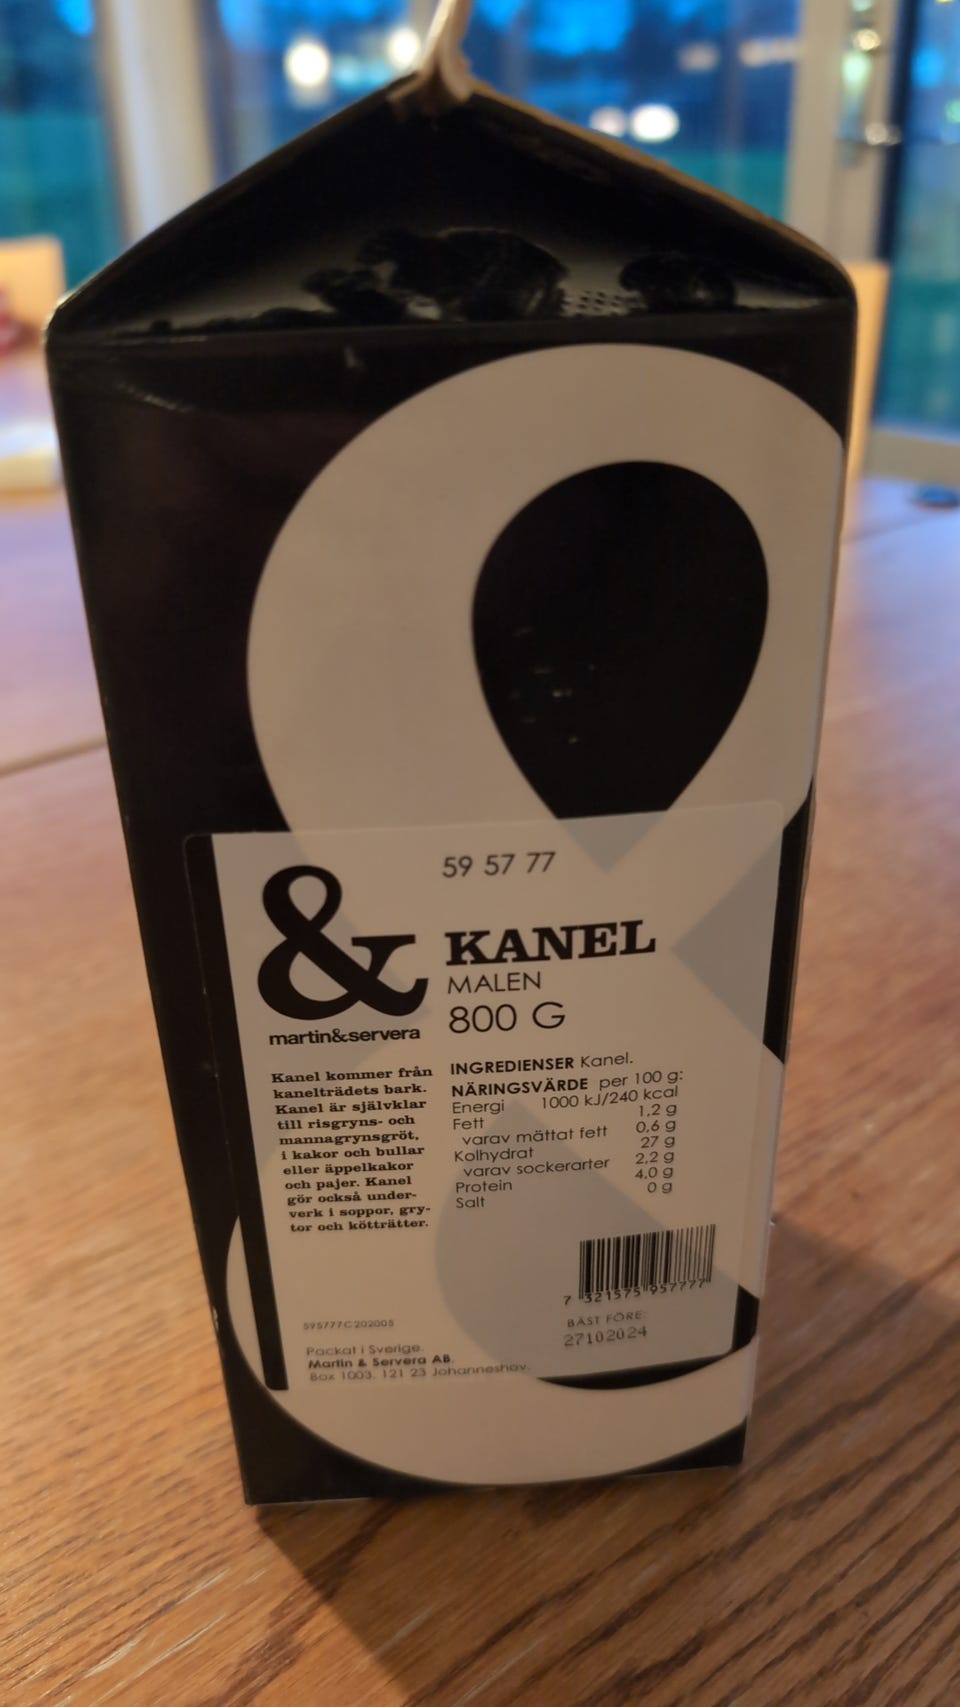 59 57 77
&
martin&servera
KANEL
MALEN
800 G
Kanel kommer från
kanelträdets bark.
Kanel är självklar
till risgryns- och
mannagrynsgröt,
i kakor och bullar
eller äppelkakor
och pajer. Kanel
gör också under-
verk i soppor, gry-
tor och kötträtter.
INGREDIENSER Kanel.
NÄRINGSVÄRDE per 100 g:
Energi 1000 kJ/240 kcal
Fett 1,2 g
varav mättat fett 0,6 g
Kolhydrat 27 g
varav sockerarter 2,2 g
Protein 4,0 g
Salt 0 g
7 321575 957777
BÄST FÖRE:
27102024
595777C202005
Packat i Sverige.
Martin & Servera AB.
Box 1003, 121 23 Johanneshov.